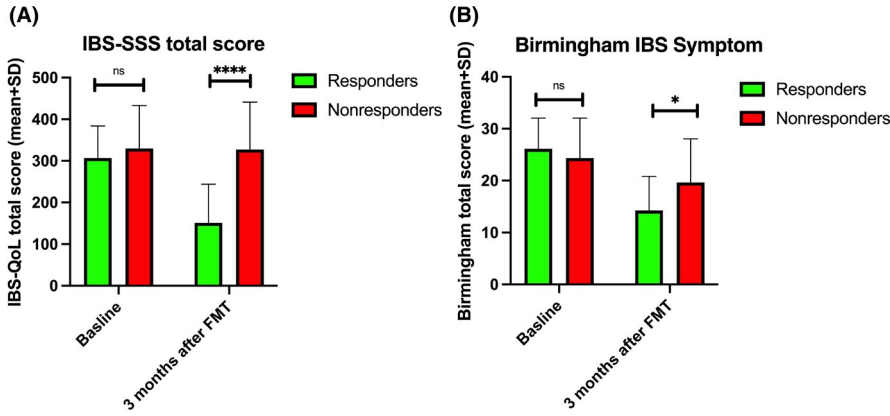 (A)
IBS-SSS total score
IBS-QoL total score (mean+SD)
500
400
300
200
100
0
ns
****
Responders
Nonresponders
Basline
3 months after FMT
(B)
Birmingham IBS Symptom
Birmingham total score (mean+SD)
40
30
20
10
0
ns
*
Responders
Nonresponders
Basline
3 months after FMT